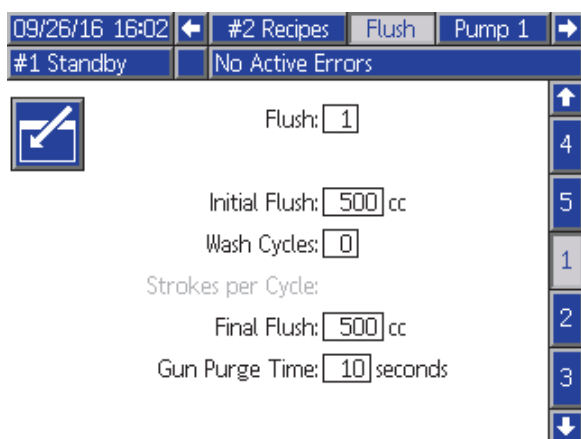 09/26/16 16:02 #2 Recipes Flush Pump 1
#1 Standby No Active Errors
Flush: 1
4
Initial Flush: 500 cc
5
Wash Cycles: 0
1
Strokes per Cycle:
Final Flush: 500 cc
2
Gun Purge Time: 10 seconds
3